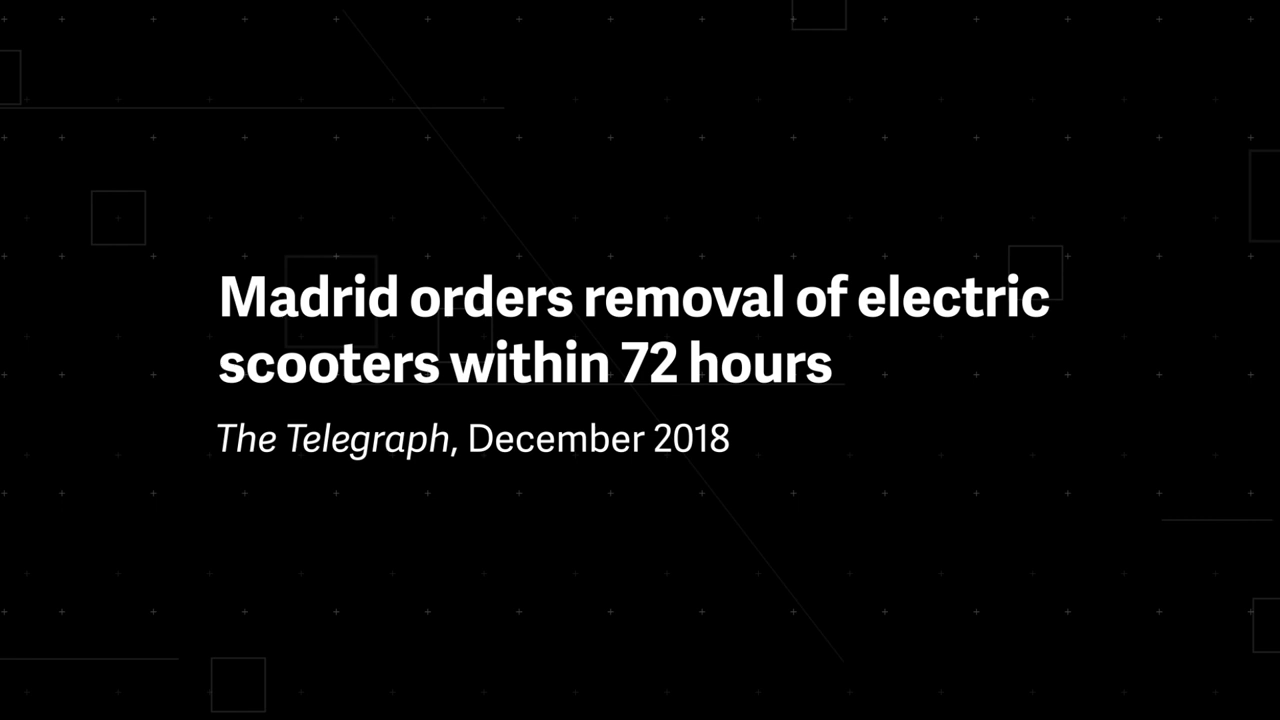 Madrid orders removal of electric
scooters within 72 hours
The Telegraph, December 2018